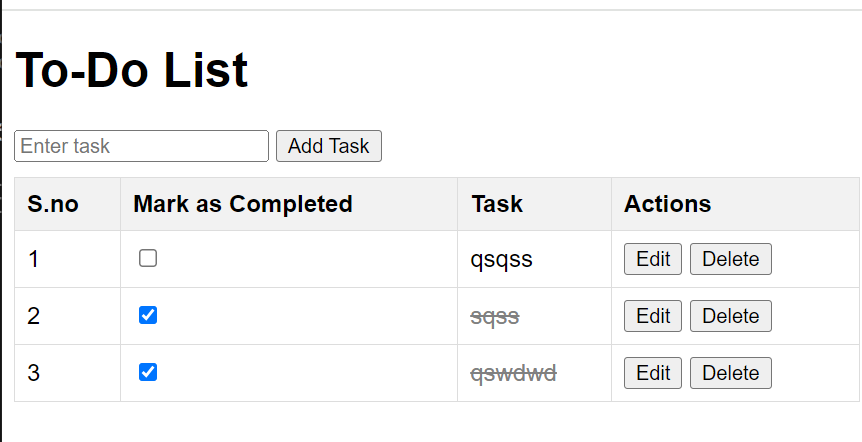 To-Do List
Enter task Add Task
S.no Mark as Completed Task Actions
1 qsqss Edit Delete
2 sqss Edit Delete
3 qswdwd Edit Delete